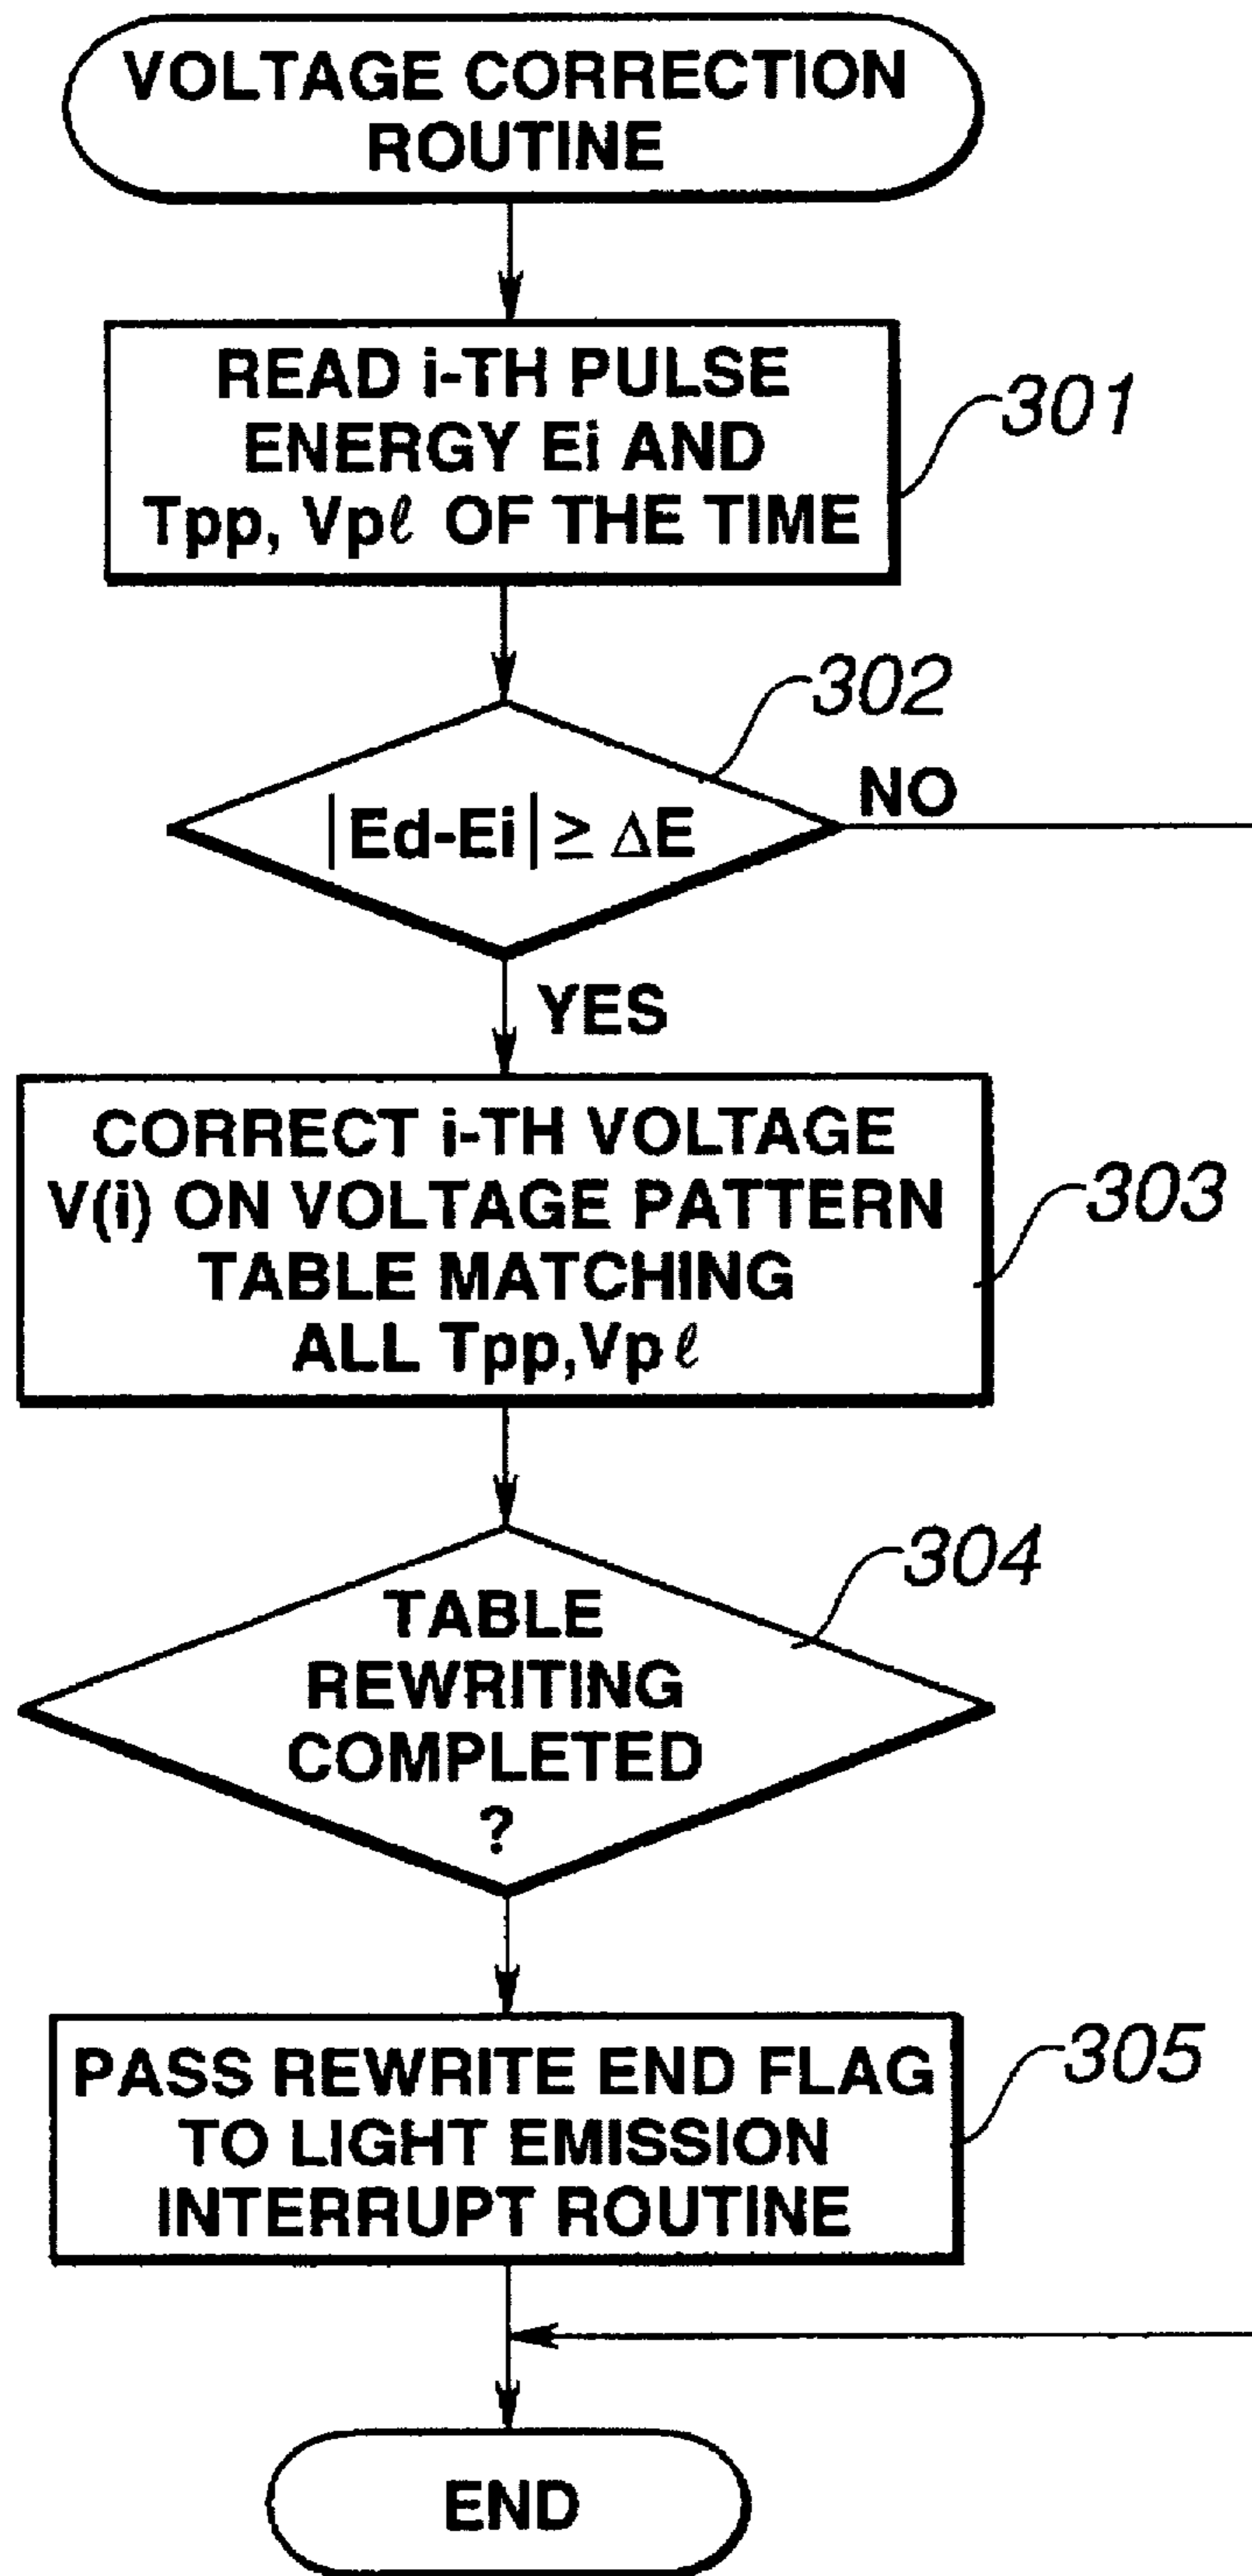 VOLTAGE CORRECTION
ROUTINE
READ i-TH PULSE
ENERGY Ei AND
Tpp, Vpℓ OF THE TIME
301
302
|Ed-Ei| ≥ ΔE
NO
YES
CORRECT i-TH VOLTAGE
V(i) ON VOLTAGE PATTERN
TABLE MATCHING
ALL Tpp,Vpℓ
303
304
TABLE
REWRITING
COMPLETED
?
PASS REWRITE END FLAG
TO LIGHT EMISSION
INTERRUPT ROUTINE
305
END